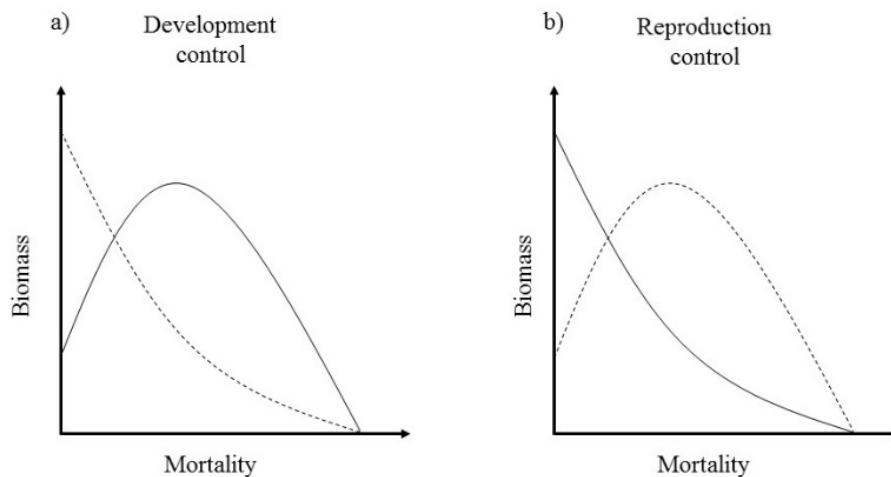 a)
Development
control
Biomass
Mortality
b)
Reproduction
control
Biomass
Mortality